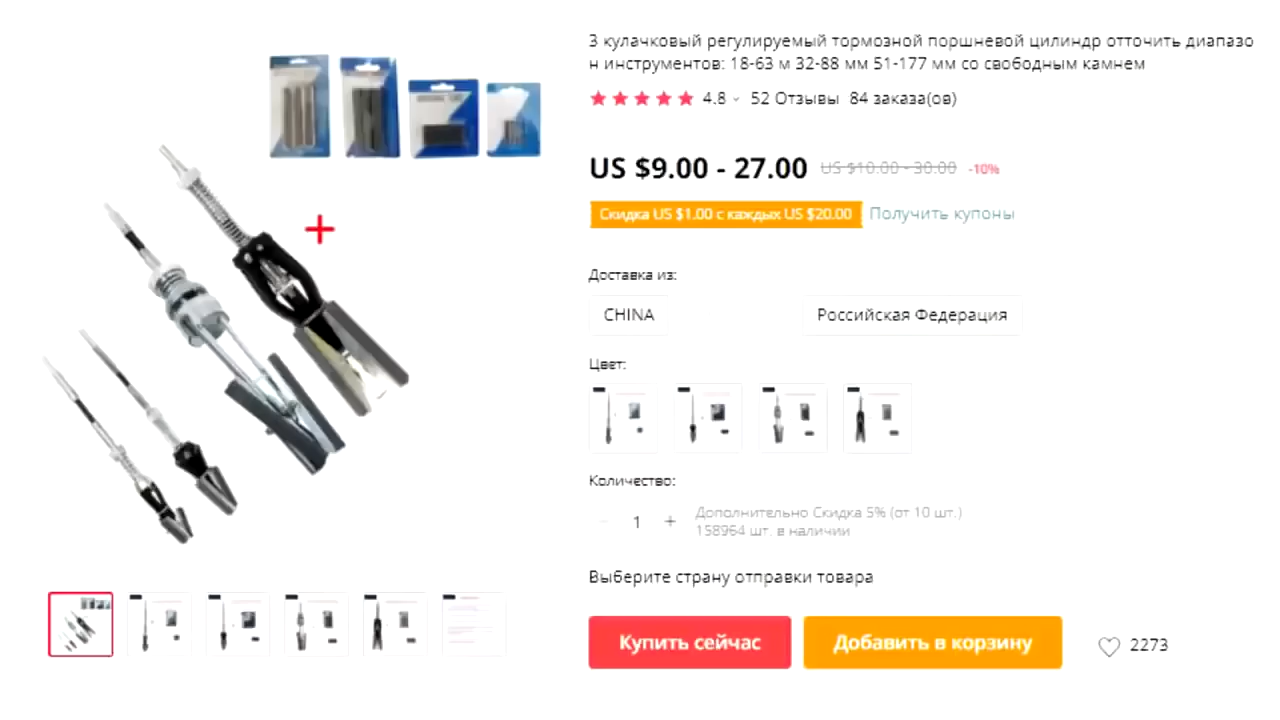 3 кулачковый регулируемый тормозной поршневой цилиндр отточить диапазо
н инструментов: 18-63 м 32-88 мм 51-177 мм со свободным камнем
4.8 52 Отзывы 84 заказа(ов)
US $9.00 - 27.00 US $10.00 - 30.00 -10%
Скидка US $1.00 с каждых US $20.00 Получить купоны
Доставка из:
CHINA Российская Федерация
Цвет:
Количество:
- 1 + Дополнительно Скидка 5% (от 10 шт.)
158964 шт. в наличии
Выберите страну отправки товара
Купить сейчас Добавить в корзину 2273